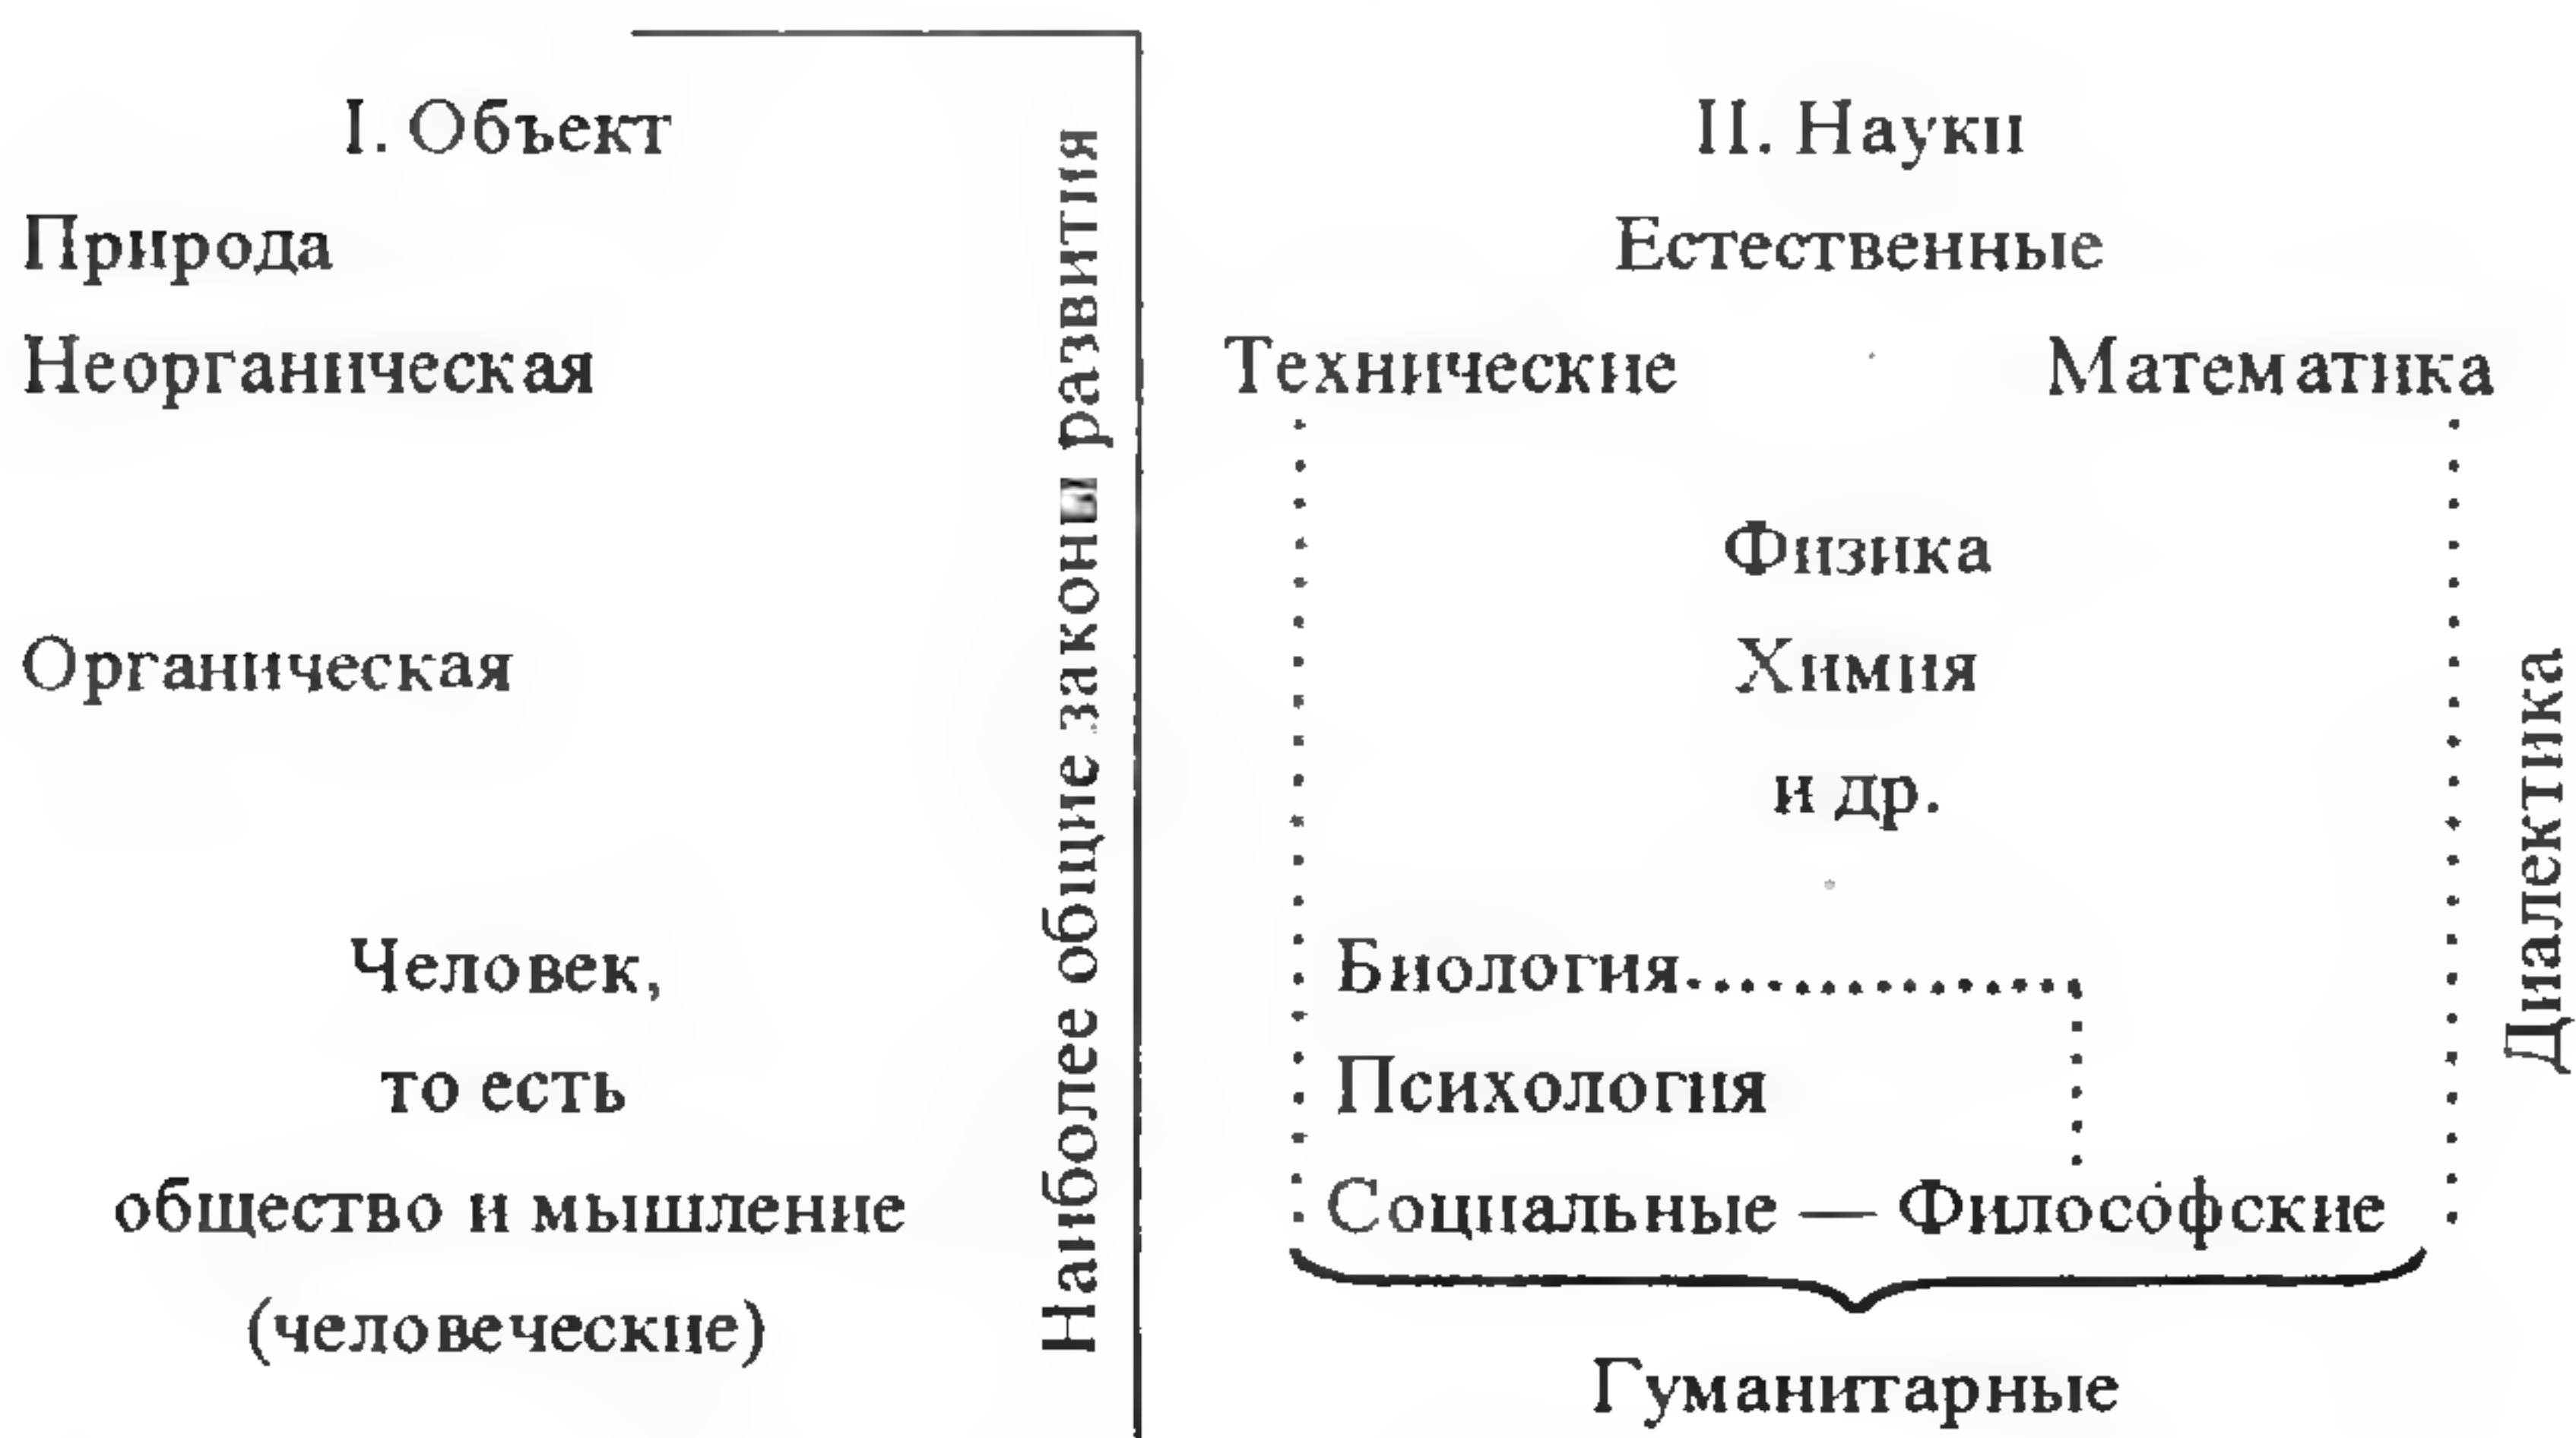 I. Объект
Природа
Неорганическая
Органическая
Человек,
то есть
общество и мышление
(человеческие)
Наиболее общие законы развития
II. Науки
Естественные
Технические Математика
Физика
Химия
и др.
Биология
Психология
Социальные — Философские
Гуманитарные
Диалектика